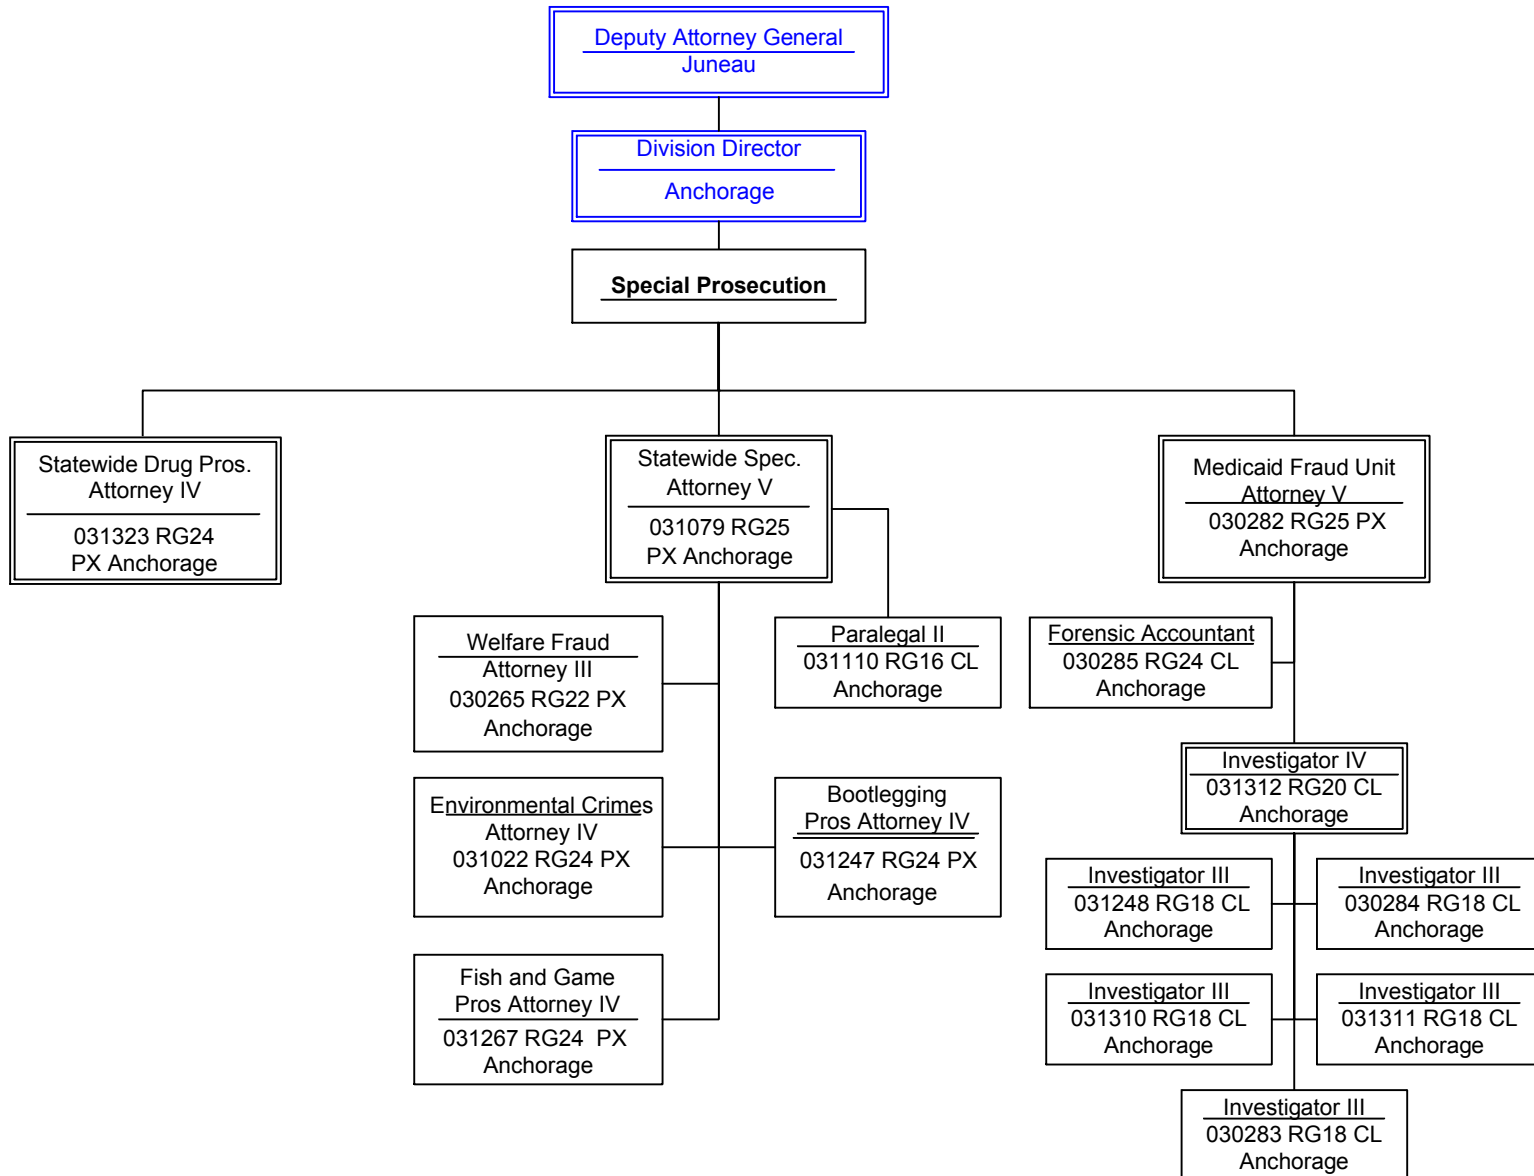 Deputy Attorney General
Juneau
Division Director
Anchorage
Special Prosecution
Statewide Drug Pros.
Attorney IV
031323 RG24
PX Anchorage
Statewide Spec.
Attorney V
031079 RG25
PX Anchorage
Medicaid Fraud Unit
Attorney V
030282 RG25 PX
Anchorage
Welfare Fraud
Attorney III
030265 RG22 PX
Anchorage
Paralegal II
031110 RG16 CL
Anchorage
Forensic Accountant
030285 RG24 CL
Anchorage
Investigator IV
031312 RG20 CL
Anchorage
Environmental Crimes
Attorney IV
031022 RG24 PX
Anchorage
Bootlegging
Pros Attorney IV
031247 RG24 PX
Anchorage
Investigator III
031248 RG18 CL
Anchorage
Investigator III
030284 RG18 CL
Anchorage
Fish and Game
Pros Attorney IV
031267 RG24  PX
Anchorage
Investigator III
031310 RG18 CL
Anchorage
Investigator III
031311 RG18 CL
Anchorage
Investigator III
030283 RG18 CL
Anchorage